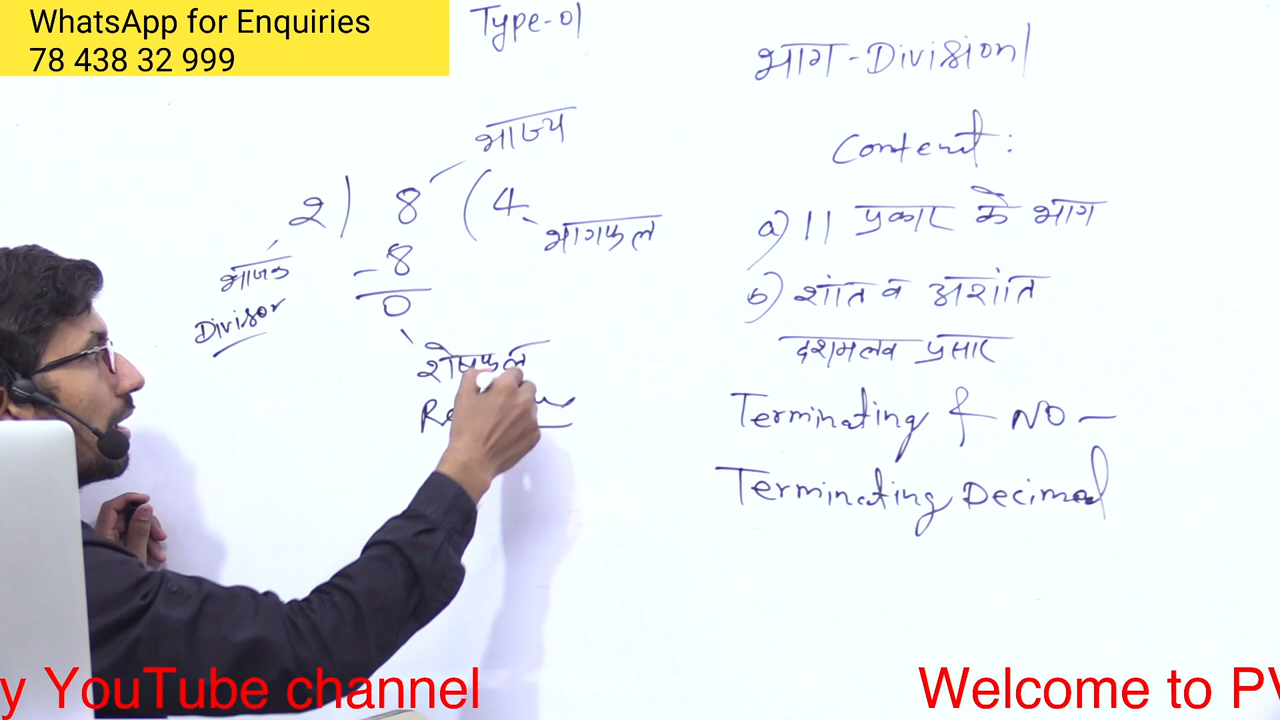 WhatsApp for Enquiries
78 438 32 999
Type-01
भाज्य
2) 8 (4
भागफल
भाजक
Divisor
-8
0
शेषफल
भाग-Division
Content:
a) 11 प्रकार के भाग
b) शांत व अशांत
दशमलव प्रसार
Terminating & NO-
Terminating Decimal
y YouTube channel
Welcome to PV